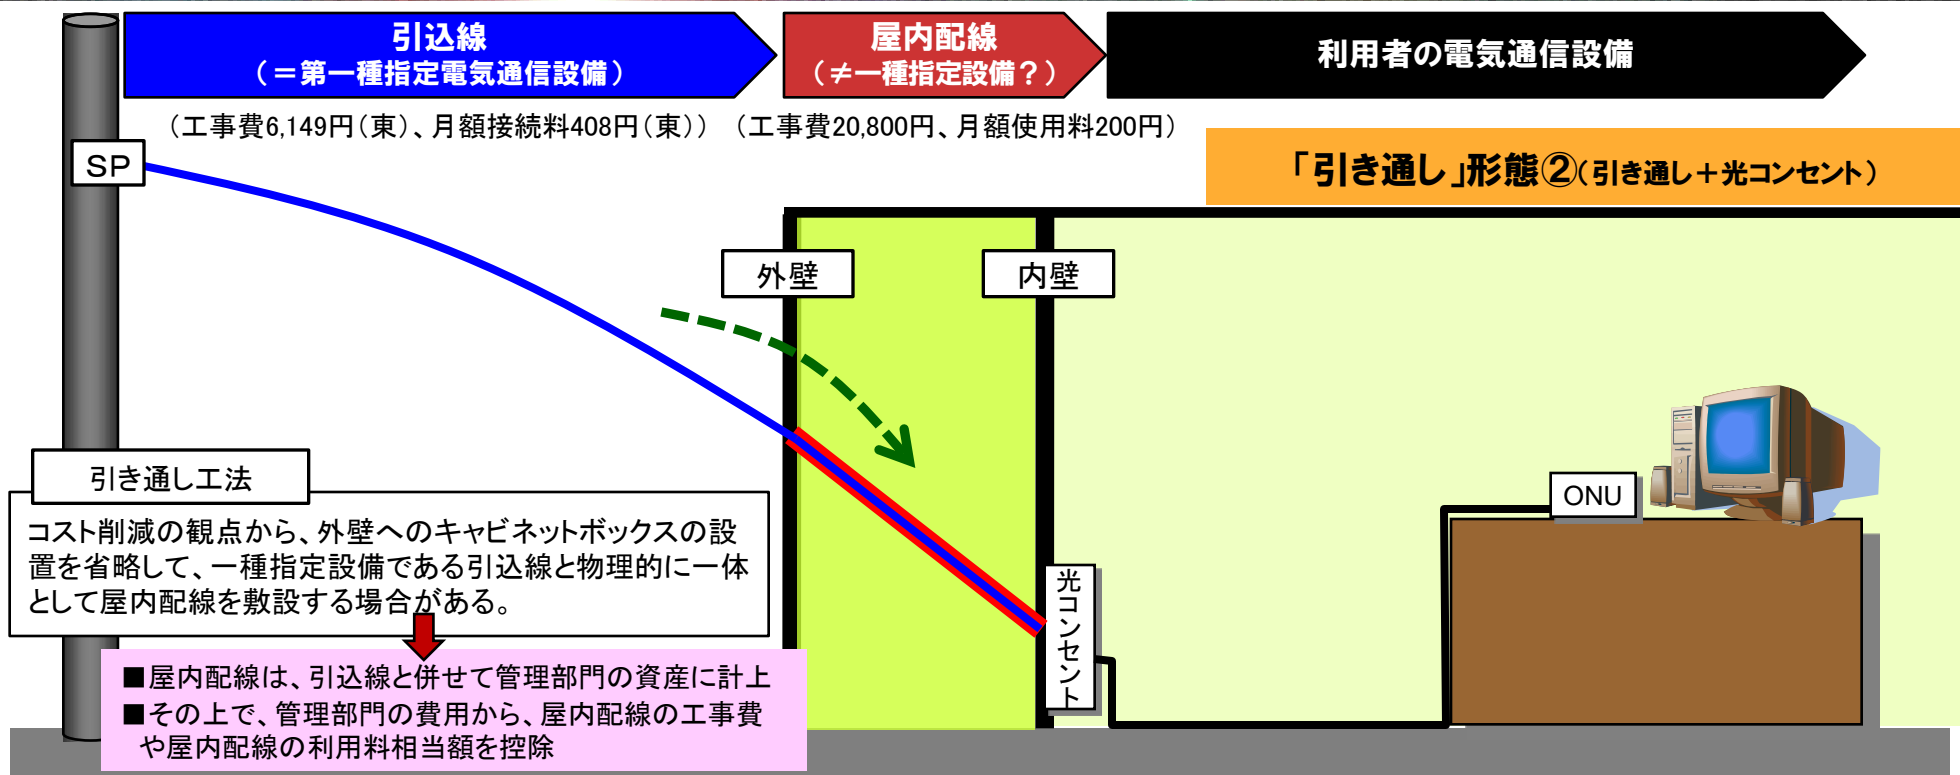 引込線
（＝第一種指定電気通信設備）
屋内配線
（≠一種指定設備？）
利用者の電気通信設備
（工事費6,149円（東）、月額接続料408円（東））
（工事費20,800円、月額使用料200円）
「引き通し」形態②（引き通し＋光コンセント）
SP
外壁
内壁
引き通し工法
コスト削減の観点から、外壁へのキャビネットボックスの設
置を省略して、一種指定設備である引込線と物理的に一体
として屋内配線を敷設する場合がある。
■屋内配線は、引込線と併せて管理部門の資産に計上
■その上で、管理部門の費用から、屋内配線の工事費
や屋内配線の利用料相当額を控除
光コンセント
ONU